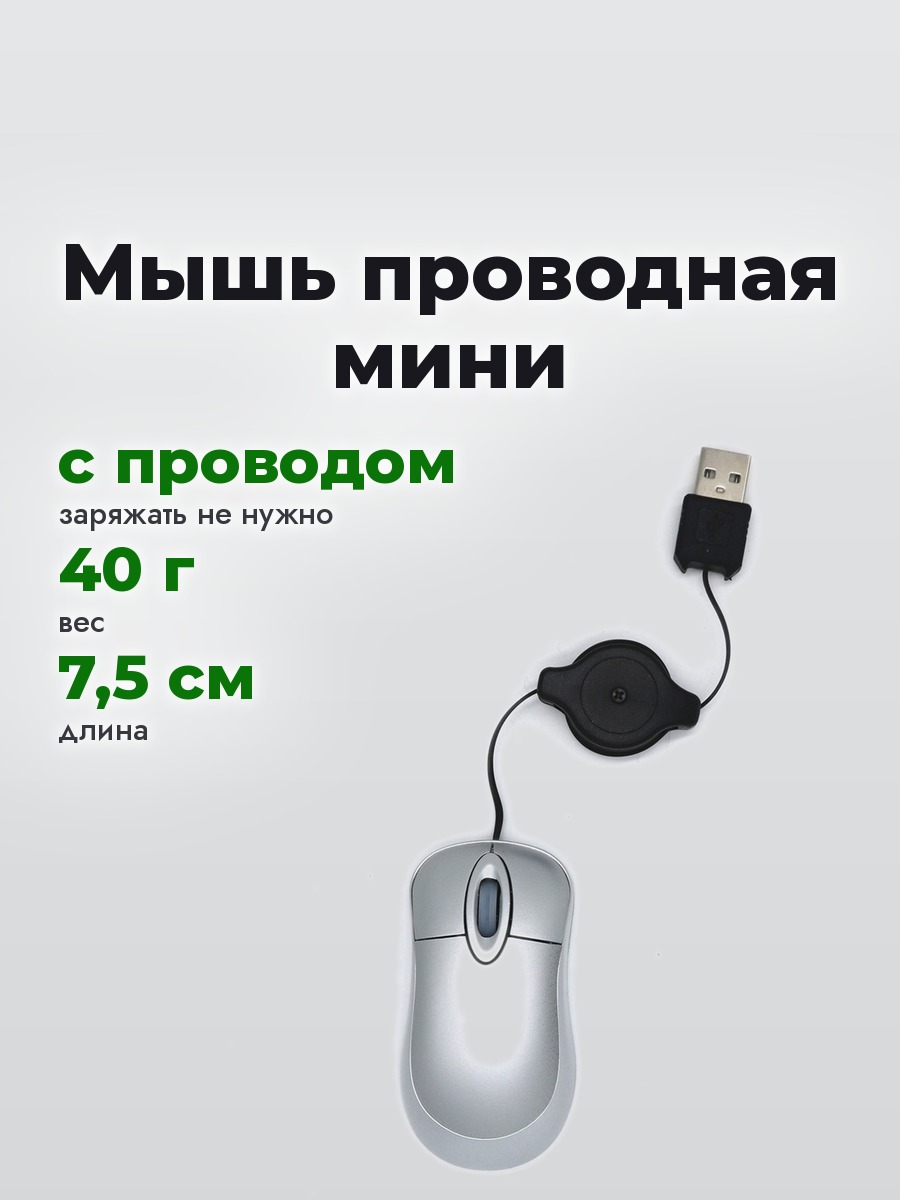 Мышь проводная
мини
с проводом
заряжать не нужно
40 г
вес
7,5 см
длина